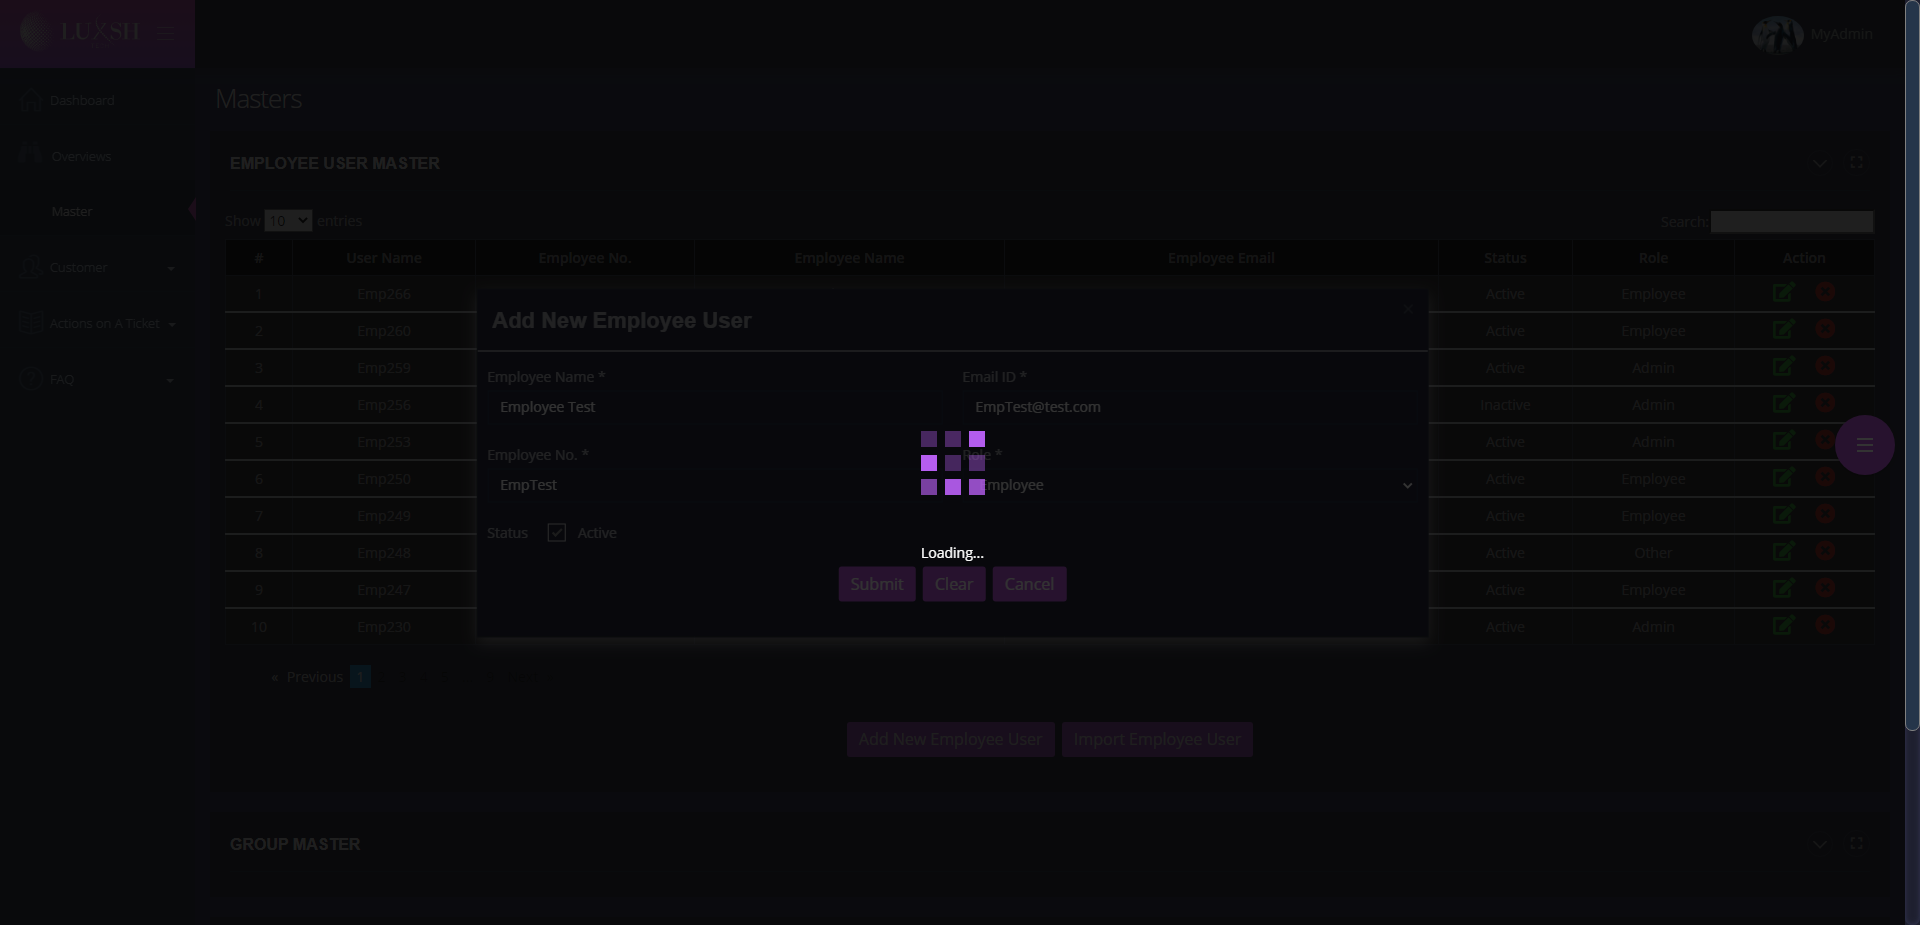 LUXSH
MyAdmin
Dashboard
Overviews
Master
Customer
Actions on A Ticket
FAQ
Masters
EMPLOYEE USER MASTER
Show 10 entries
Search:
# User Name Employee No. Employee Name Employee Email Status Role Action
1 Emp266 Active Employee
2 Emp260 Active Employee
3 Emp259 Active Admin
4 Emp256 Inactive Admin
5 Emp253 Active Admin
6 Emp250 Active Employee
7 Emp249 Active Employee
8 Emp248 Active Other
9 Emp247 Active Employee
10 Emp230 Active Admin
Add New Employee User
×
Employee Name *
Email ID *
Employee Test
EmpTest@test.com
Employee No. *
Role *
EmpTest
Employee
Status Active
Loading...
Submit Clear Cancel
« Previous 1
Add New Employee User Import Employee User
GROUP MASTER